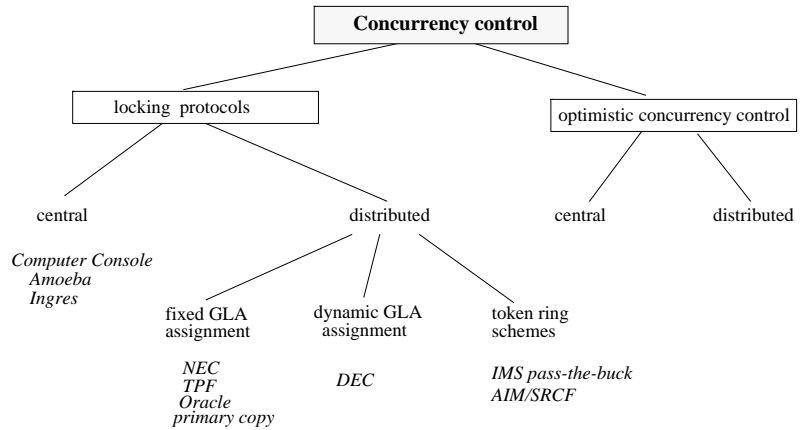 Concurrency control
locking protocols
optimistic concurrency control
central
distributed
central
distributed
Computer Console
Amoeba
Ingres
fixed GLA
assignment
dynamic GLA
assignment
token ring
schemes
NEC
TPF
Oracle
primary copy
DEC
IMS pass-the-buck
AIM/SRCF